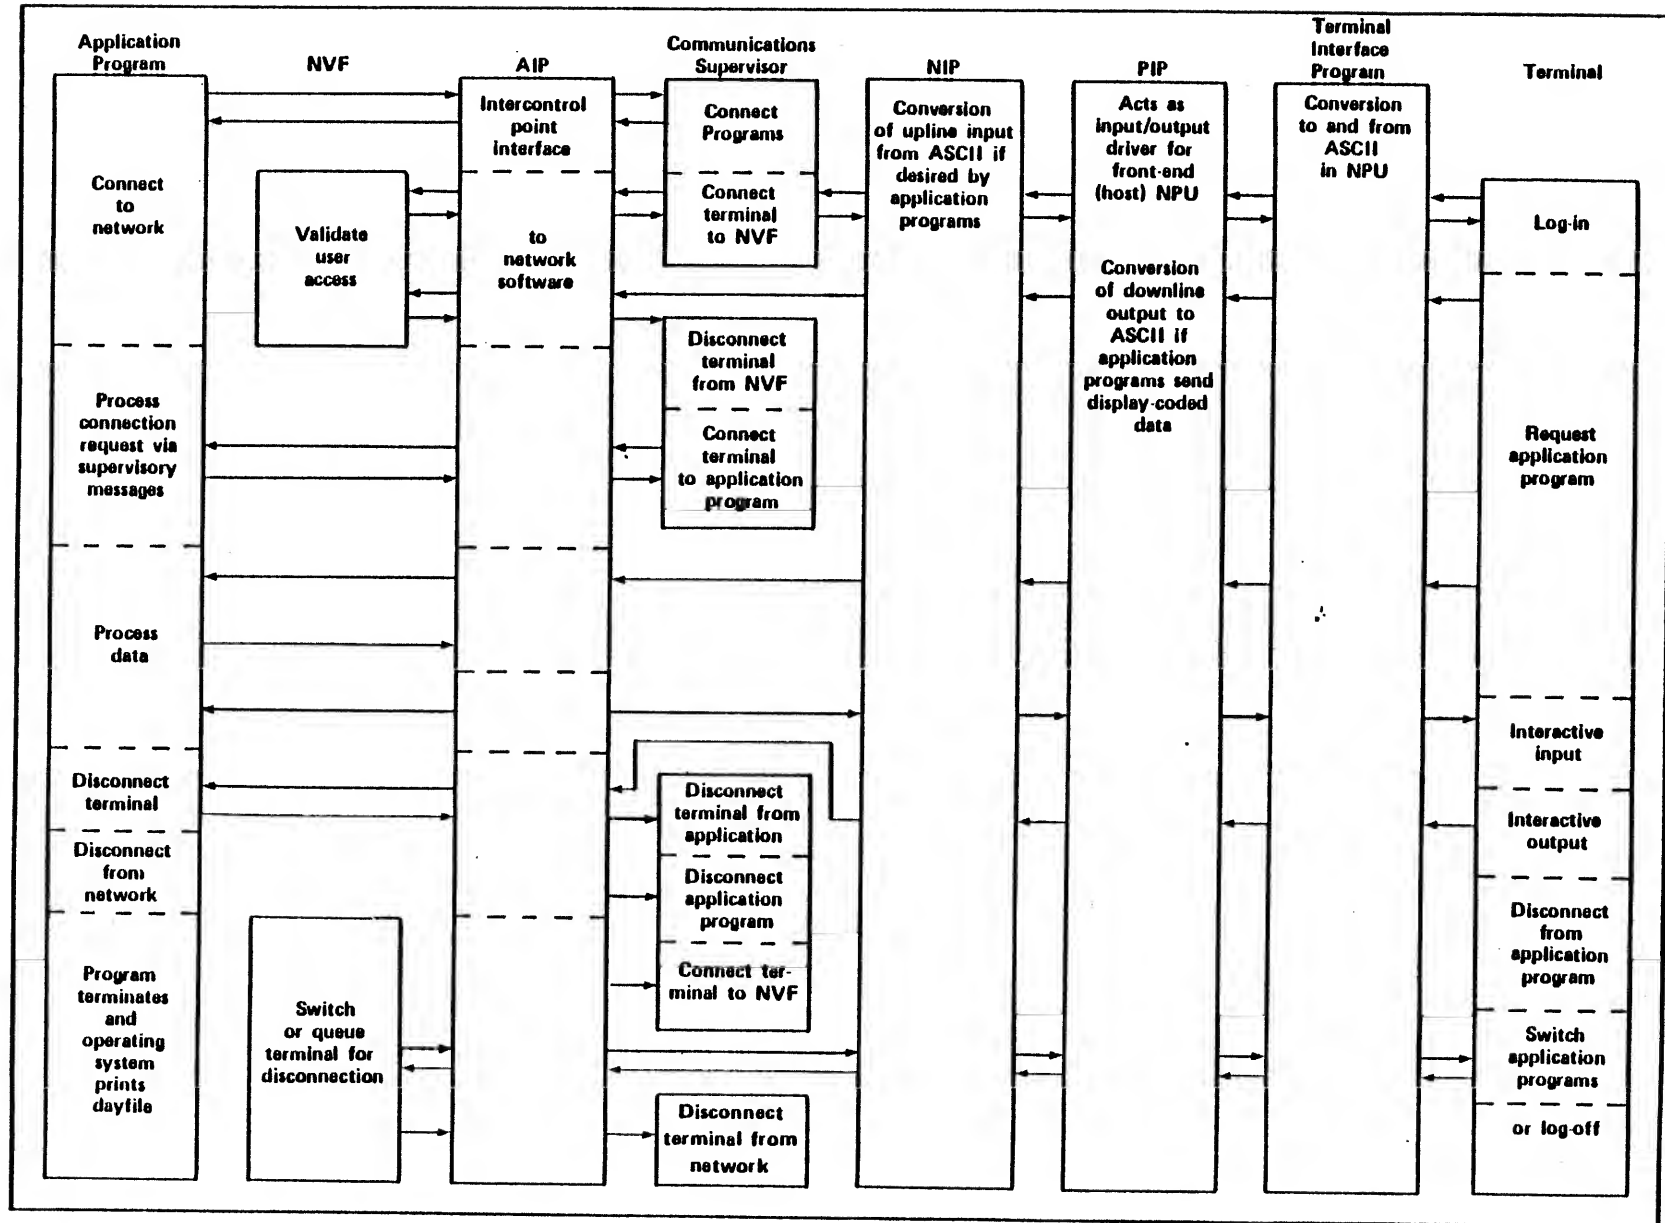 Application
Program
NVF
AIP
Communications
Supervisor
NIP
PIP
Terminal
Interface
Program
Terminal
Connect
to
network
Process
connection
request via
supervisory
messages
Process
data
Disconnect
terminal
Disconnect
from
network
Program
terminates
and
operating
system
prints
dayfile
Validate
user
access
Switch
or queue
terminal for
disconnection
Intercontrol
point
interface
to
network
software
Connect
Programs
Connect
terminal
to NVF
Disconnect
terminal
from NVF
Connect
terminal
to application
program
Disconnect
terminal from
application
Disconnect
application
program
Connect ter-
minal to NVF
Disconnect
terminal from
network
Conversion
of upline input
from ASCII if
desired by
application
programs
Acts as
input/output
driver for
front-end
(host) NPU
Conversion
of downline
output to
ASCII if
application
programs send
display-coded
data
Conversion
to and from
ASCII
in NPU
Log-in
Request
application
program
Interactive
input
Interactive
output
Disconnect
from
application
program
Switch
application
programs
or log-off